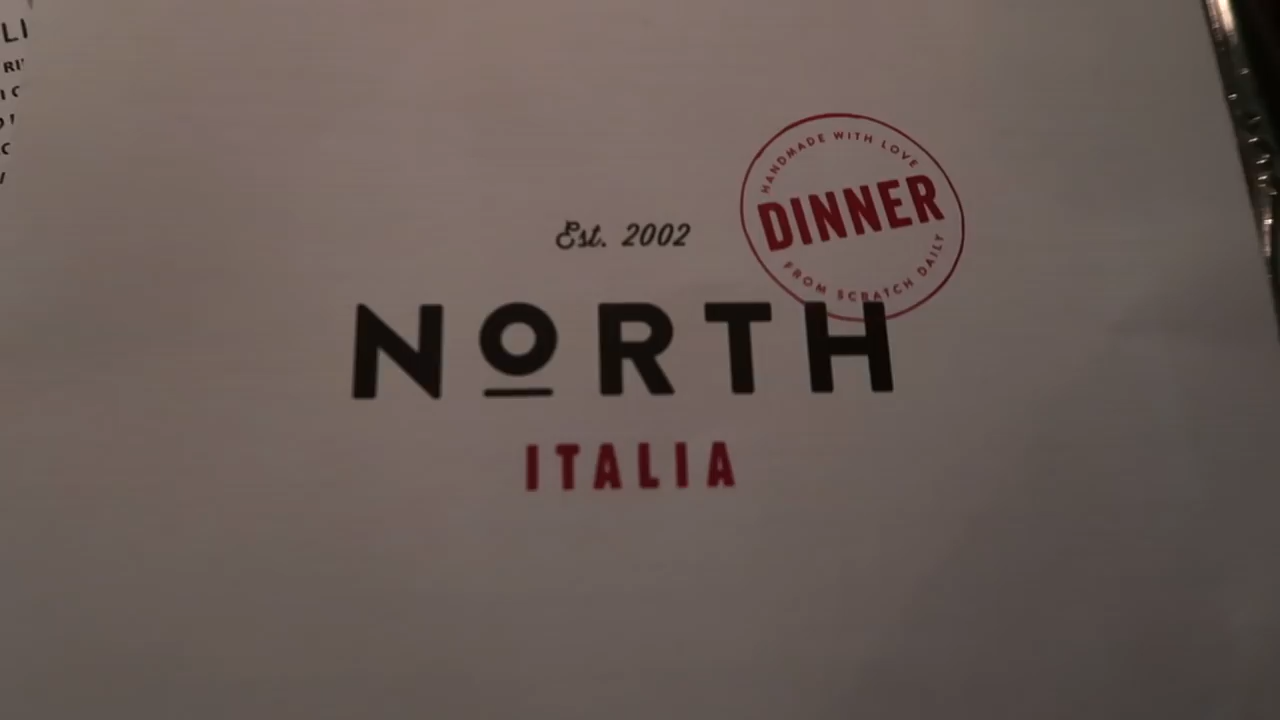 HANDMADE WITH LOVE
DINNER
FROM SCRATCH DAILY
Est. 2002
NORTH
ITALIA